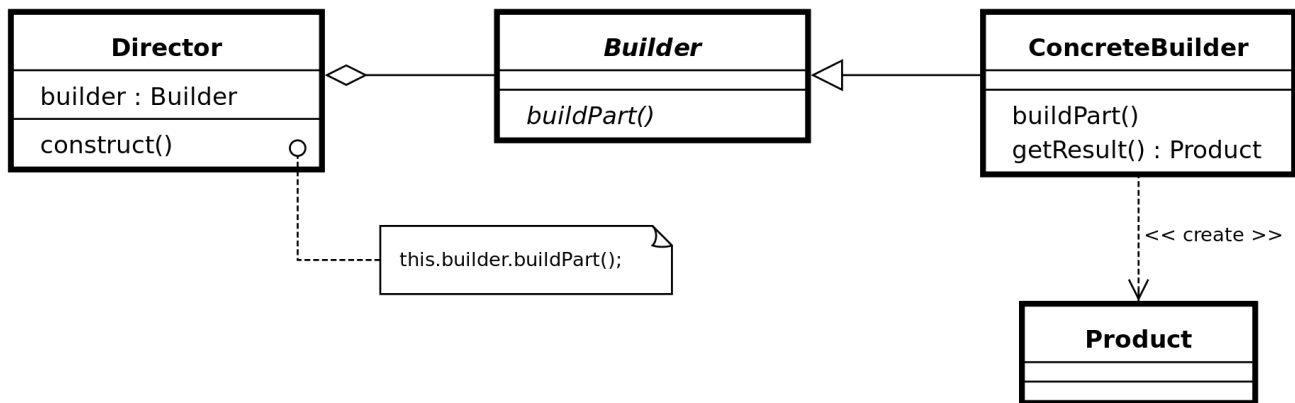 Director
builder : Builder
construct()
Builder
buildPart()
ConcreteBuilder
buildPart()
getResult() : Product
this.builder.buildPart();
<< create >>
Product